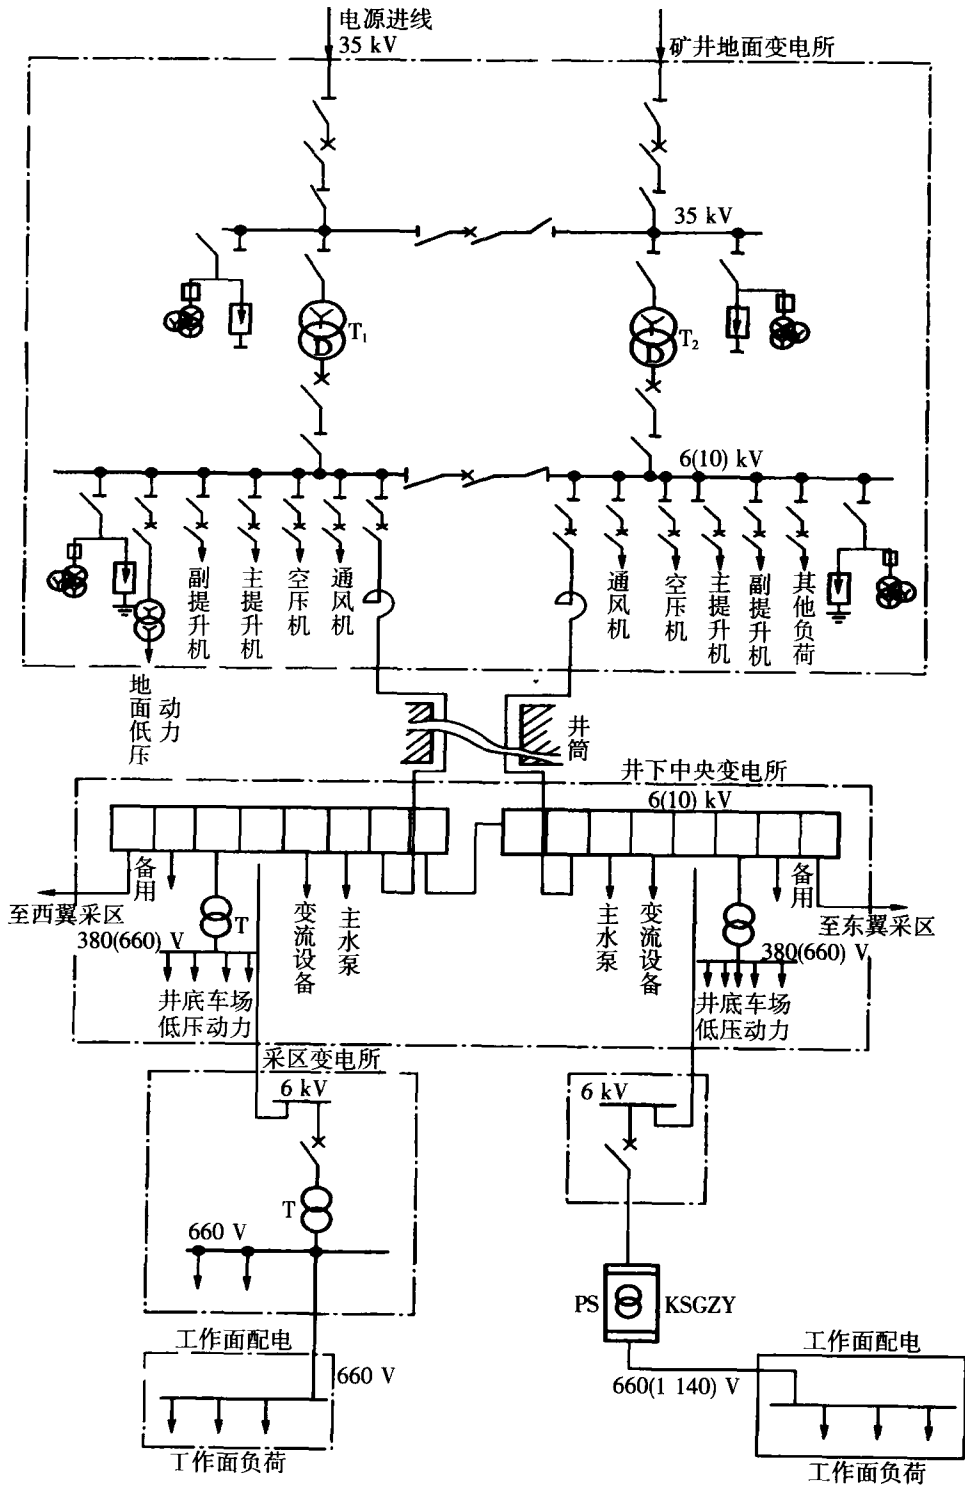 电源进线
35 kV
矿井地面变电所
35 kV
Y
D
T₁
Y
D
T₂
6(10) kV
副提升机
主提升机
空压机
通风机
通风机
空压机
主提升机
副提升机
其他负荷
Y
Y
地面低压
动力
井筒
井下中央变电所
6(10) kV
备用
备用
至西翼采区
T
变流设备
主水泵
主水泵
变流设备
至东翼采区
380(660) V
380(660) V
井底车场
低压动力
井底车场
低压动力
采区变电所
6 kV
6 kV
T
660 V
PS
KSGZY
工作面配电
660 V
工作面配电
660(1 140) V
工作面负荷
工作面负荷